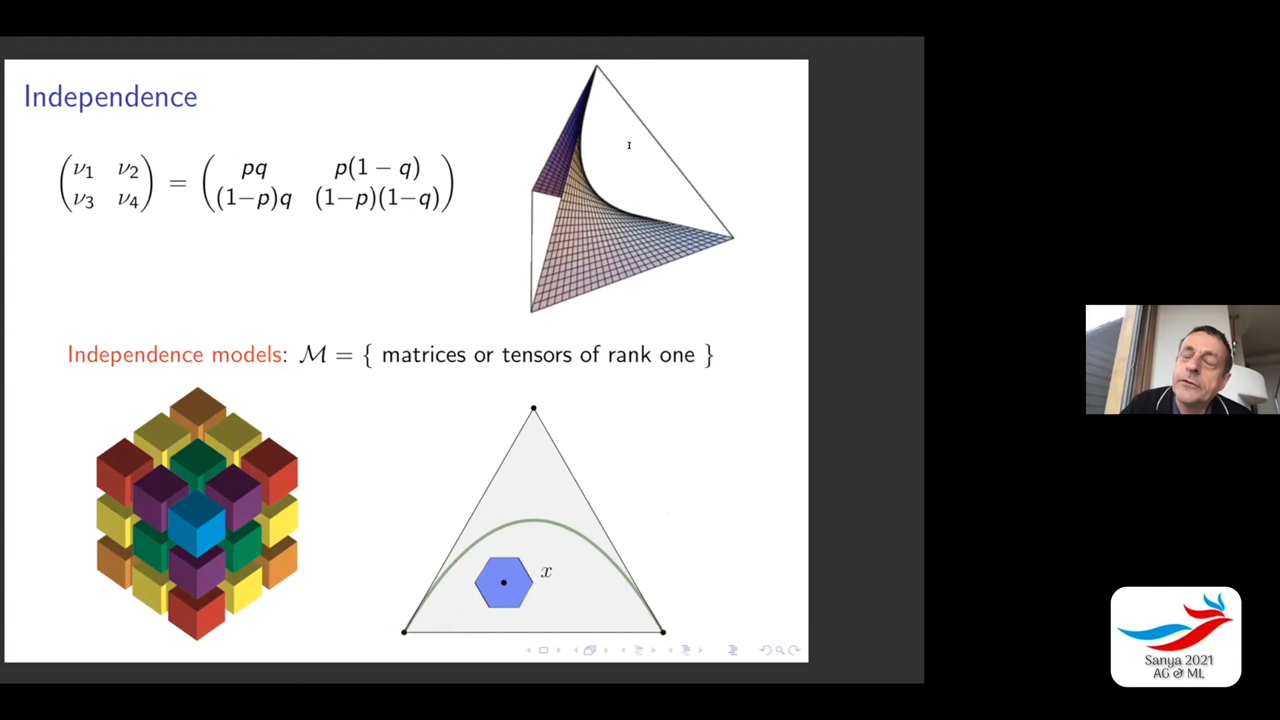 Independence
(ν1 ν2
ν3 ν4) = (pq p(1 − q)
(1−p)q (1−p)(1−q))
Independence models: ℳ = { matrices or tensors of rank one }
x
Sanya 2021
AG & ML